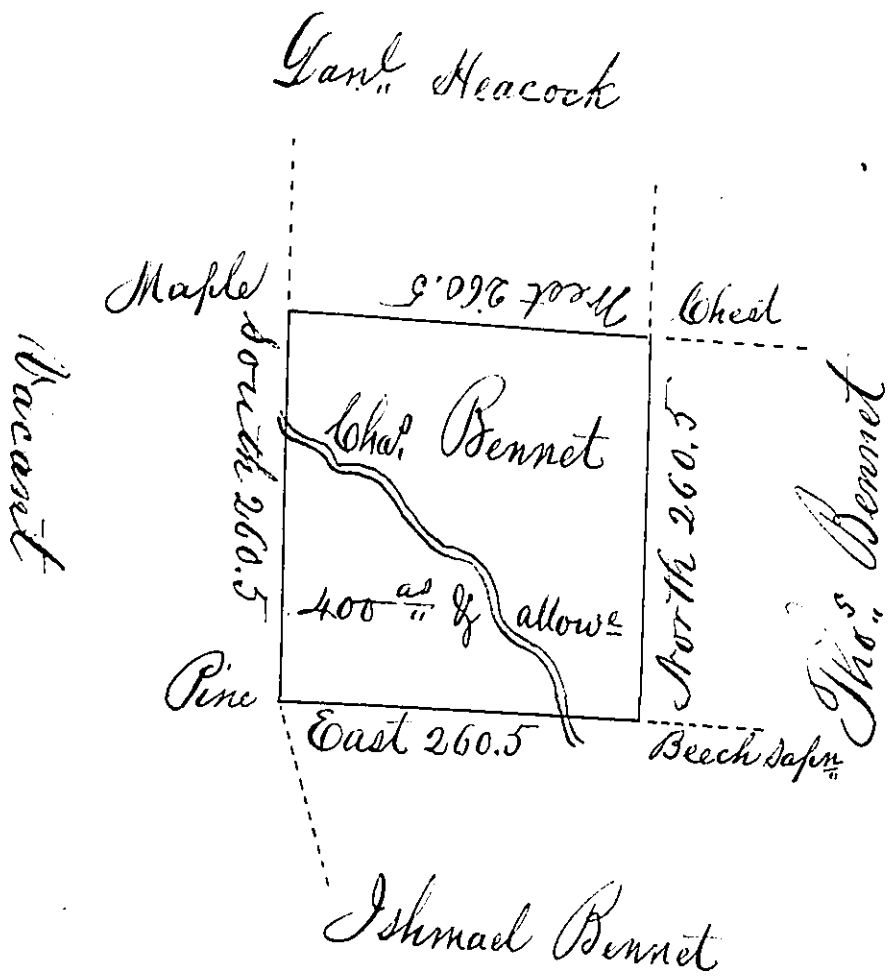 Danl Heacock
Maple
West 260.5
Chest
Vacant
South 260.5
Chas. Bennet
North 260.5
Thos Bennet
400 as & allowe
Pine
East 260.5
Beech Sapn
Ishmael Bennet